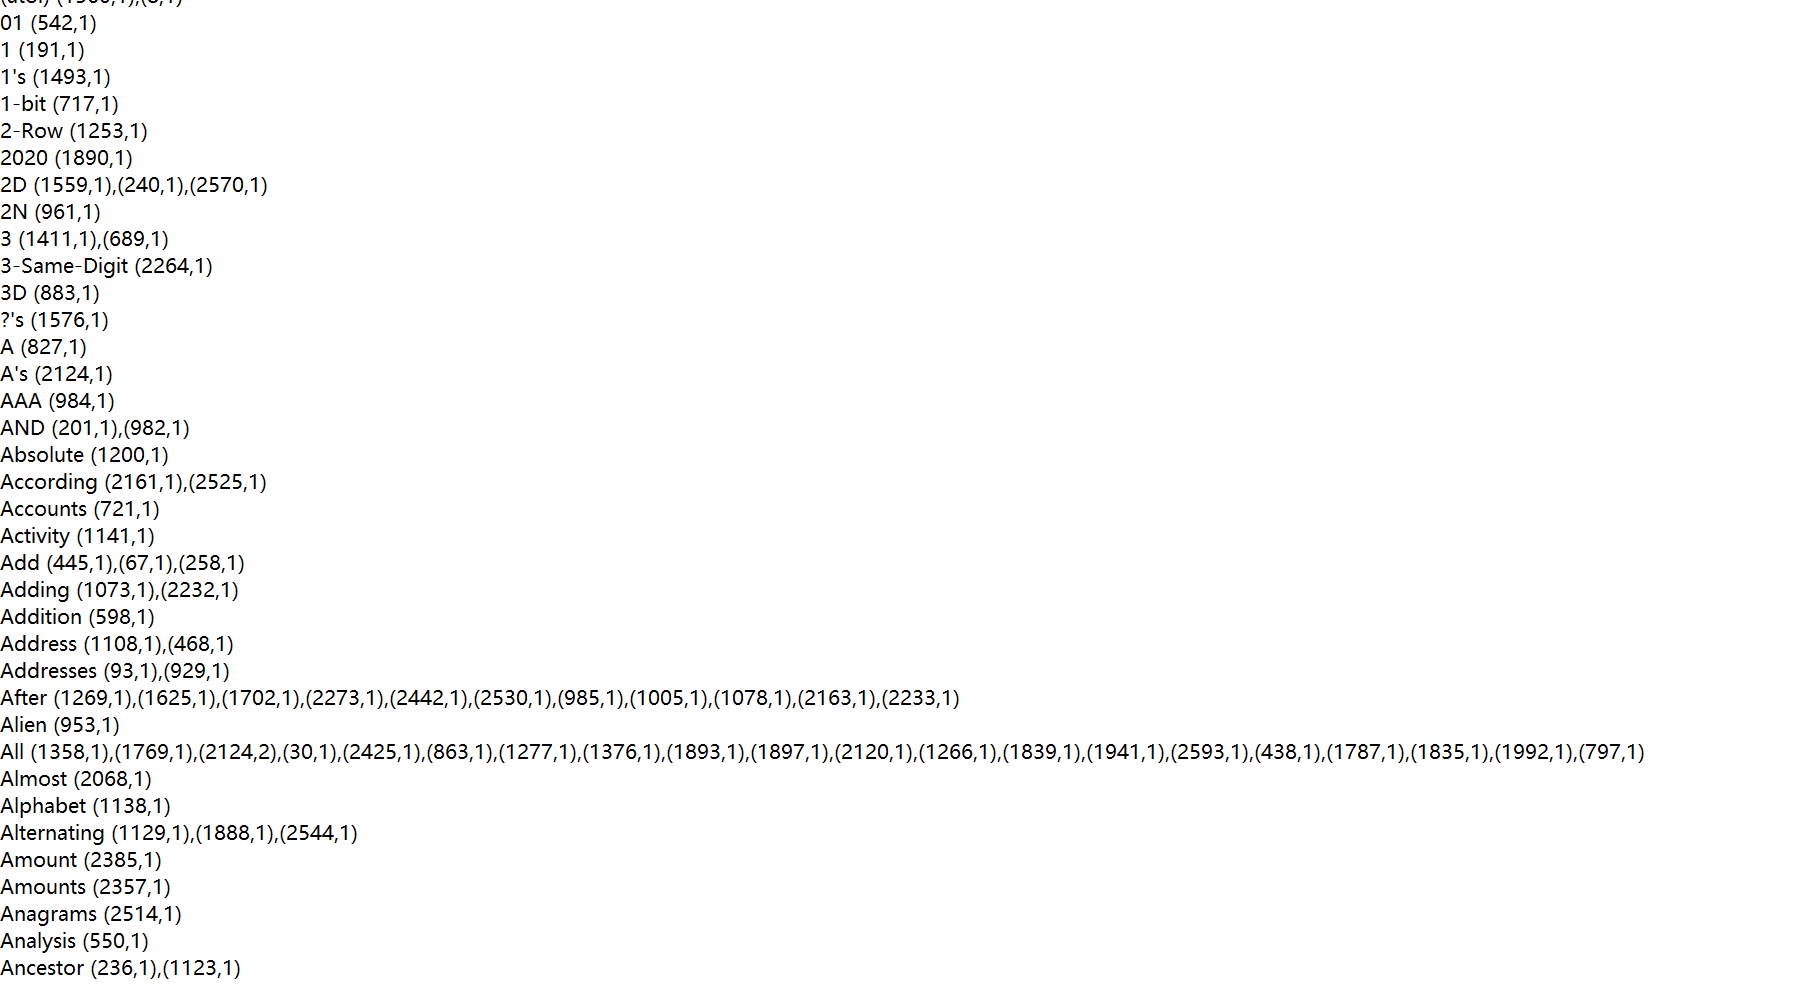 01 (542,1)
1 (191,1)
1's (1493,1)
1-bit (717,1)
2-Row (1253,1)
2020 (1890,1)
2D (1559,1),(240,1),(2570,1)
2N (961,1)
3 (1411,1),(689,1)
3-Same-Digit (2264,1)
3D (883,1)
?'s (1576,1)
A (827,1)
A's (2124,1)
AAA (984,1)
AND (201,1),(982,1)
Absolute (1200,1)
According (2161,1),(2525,1)
Accounts (721,1)
Activity (1141,1)
Add (445,1),(67,1),(258,1)
Adding (1073,1),(2232,1)
Addition (598,1)
Address (1108,1),(468,1)
Addresses (93,1),(929,1)
After (1269,1),(1625,1),(1702,1),(2273,1),(2442,1),(2530,1),(985,1),(1005,1),(1078,1),(2163,1),(2233,1)
Alien (953,1)
All (1358,1),(1769,1),(2124,2),(30,1),(2425,1),(863,1),(1277,1),(1376,1),(1893,1),(1897,1),(2120,1),(1266,1),(1839,1),(1941,1),(2593,1),(438,1),(1787,1),(1835,1),(1992,1),(797,1)
Almost (2068,1)
Alphabet (1138,1)
Alternating (1129,1),(1888,1),(2544,1)
Amount (2385,1)
Amounts (2357,1)
Anagrams (2514,1)
Analysis (550,1)
Ancestor (236,1),(1123,1)